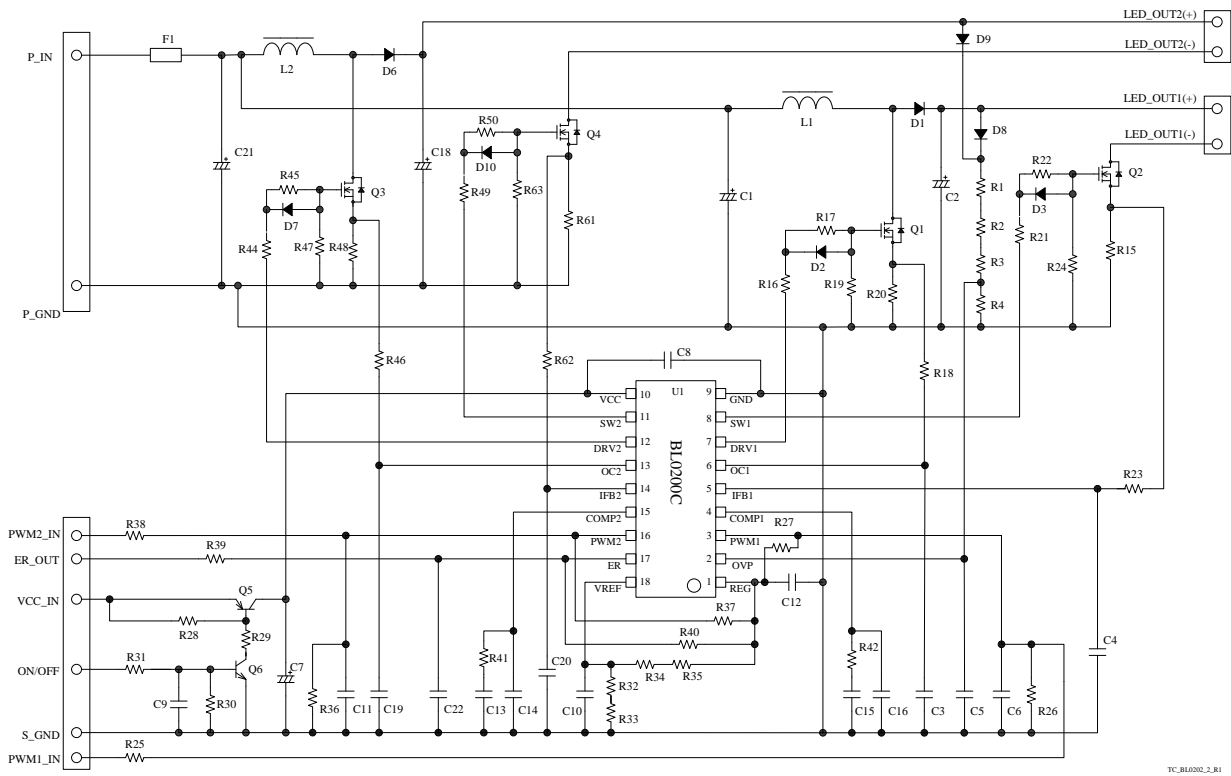 LED_OUT2(+)
F1
D9
P_IN
LED_OUT2(-)
L2
D6
LED_OUT1(+)
L1
D1
R50
Q4
D8
LED_OUT1(-)
C21
C18
D10
R22
Q2
R45
Q3
R49
R63
R1
D3
D7
C1
C2
R61
R17
Q1
R2
R21
R44
R47
R48
D2
R3
R24
R15
R16
R19
R20
R4
P_GND
R46
R62
C8
R18
VCC
10
U1
9
GND
SW2
11
8
SW1
DRV2
12
BL0200C
7
DRV1
OC2
13
6
OC1
IFB2
14
5
IFB1
R23
COMP2
15
4
COMP1
PWM2
16
3
PWM1
R27
ER
17
2
OVP
VREF
18
1
REG
C12
PWM2_IN
R38
ER_OUT
R39
VCC_IN
Q5
R28
R29
R37
R40
C4
ON/OFF
R31
Q6
C7
R41
C20
R34
R35
R42
R32
C9
R30
R36
C11
C19
C22
C13
C14
C10
R33
C15
C16
C3
C5
C6
R26
S_GND
PWM1_IN
R25
TC_BL0202_2_R1